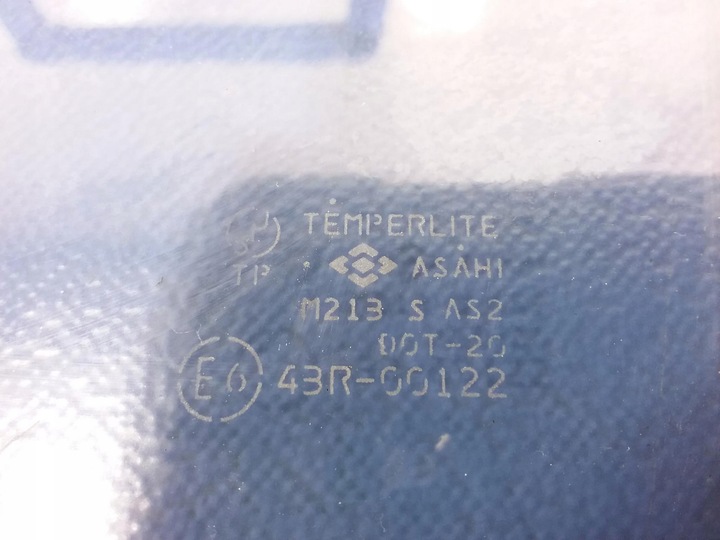 TEMPERLITE
TP ASAHI
M213 S AS2
DOT-20
E6 43R-00122